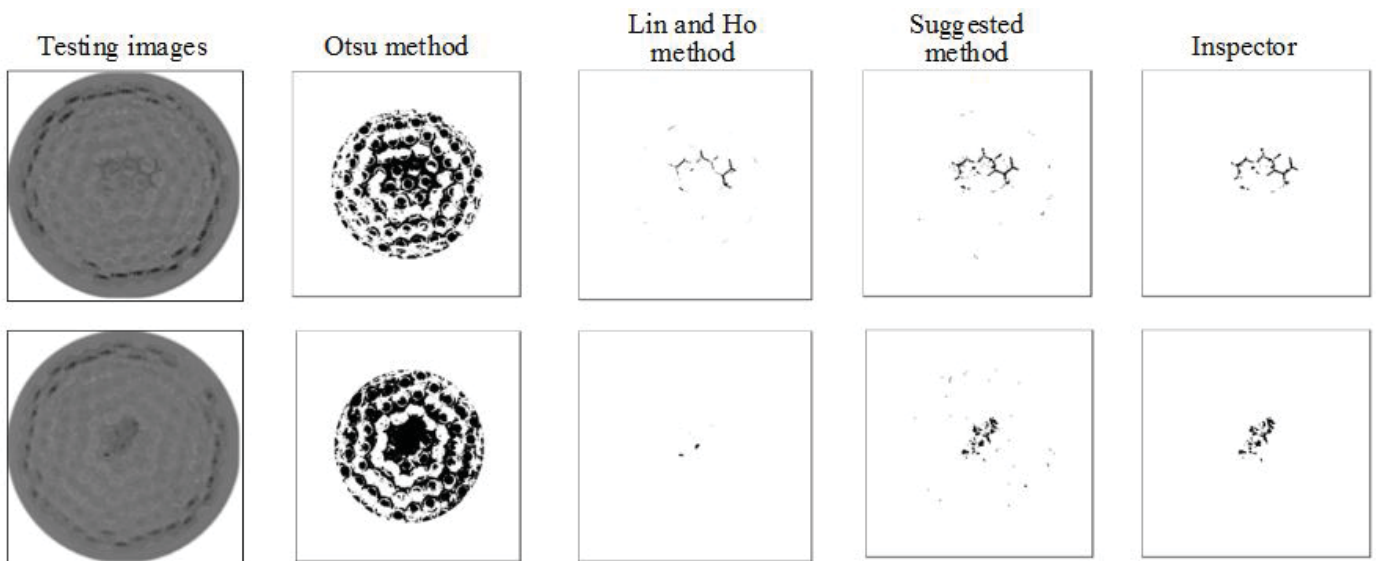 Testing images
Otsu method
Lin and Ho
method
Suggested
method
Inspector